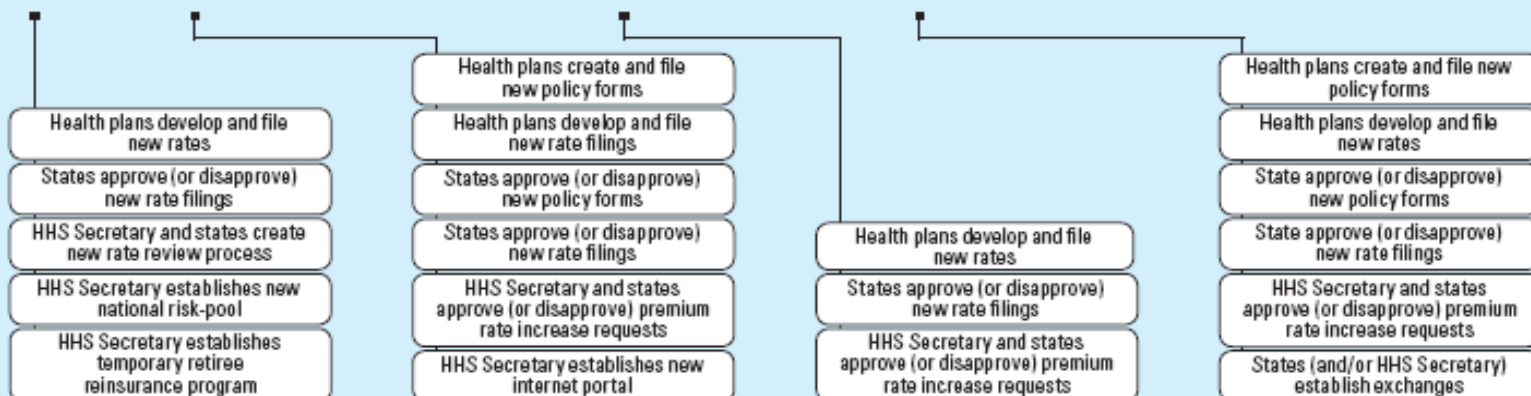 Health plans develop and file
new rates
States approve (or disapprove)
new rate filings
HHS Secretary and states create
new rate review process
HHS Secretary establishes new
national risk-pool
HHS Secretary establishes
temporary retiree
reinsurance program
Health plans create and file
new policy forms
Health plans develop and file
new rate filings
States approve (or disapprove)
new policy forms
States approve (or disapprove)
new rate filings
HHS Secretary and states
approve (or disapprove) premium
rate increase requests
HHS Secretary establishes new
internet portal
Health plans develop and file
new rates
States approve (or disapprove)
new rate filings
HHS Secretary and states
approve (or disapprove) premium
rate increase requests
Health plans create and file new
policy forms
Health plans develop and file
new rates
State approve (or disapprove)
new policy forms
State approve (or disapprove)
new rate filings
HHS Secretary and states
approve (or disapprove) premium
rate increase requests
States (and/or HHS Secretary)
establish exchanges